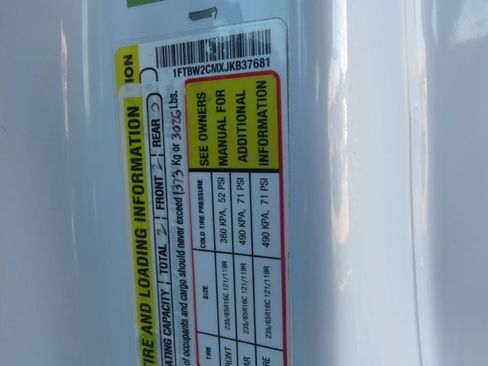 1FTBW2CMXJKB37681
TIRE AND LOADING INFORMATION
SEATING CAPACITY TOTAL 2 FRONT 2 REAR 0
of occupants and cargo should never exceed 1373 Kg or 3026 Lbs.
TIRE SIZE COLD TIRE PRESSURE
FRONT 235/65R16C 121/119R 360 KPA, 52 PSI
REAR 235/65R16C 121/119R 490 KPA, 71 PSI
SPARE 235/65R16C 121/119R 490 KPA, 71 PSI
SEE OWNERS
MANUAL FOR
ADDITIONAL
INFORMATION